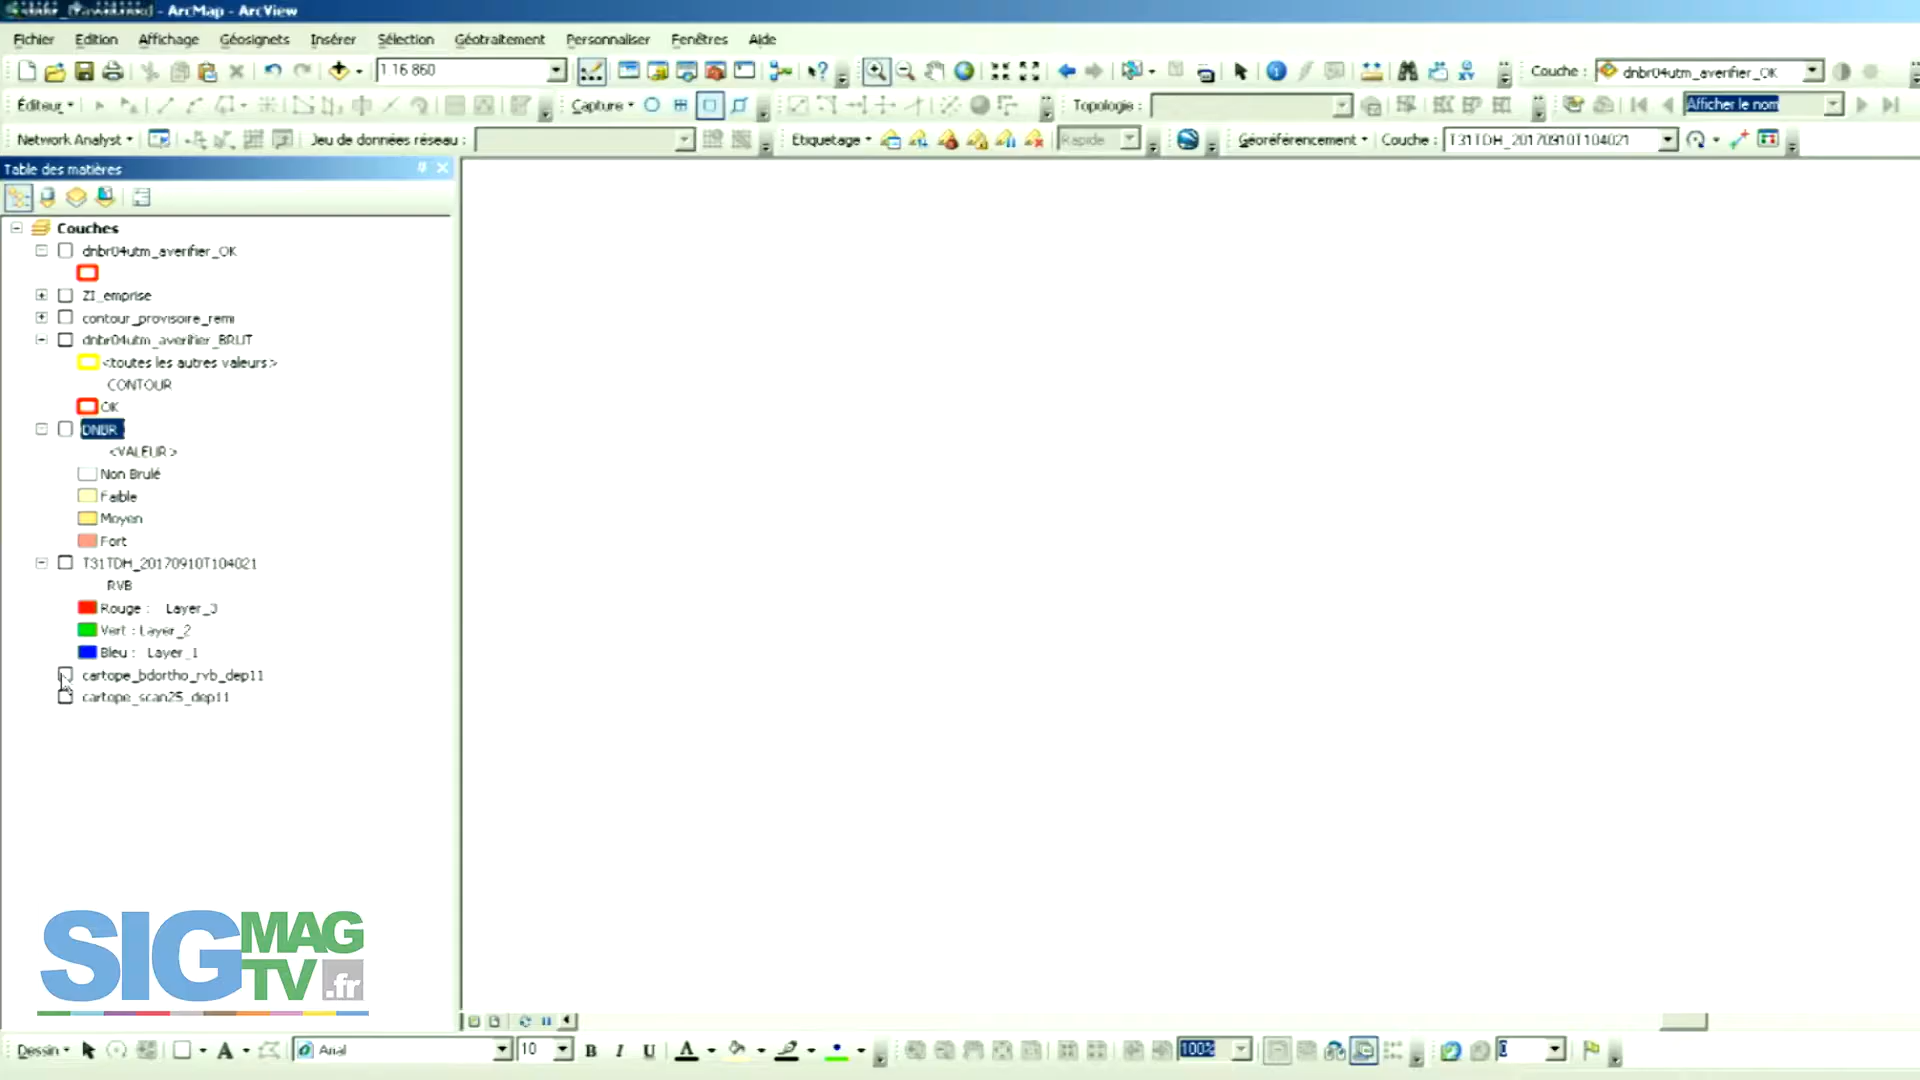 - ArcMap - ArcView
Fichier Edition Affichage Géosignets Insérer Sélection Géotraitement Personnaliser Fenêtres Aide
1 16 860
Couche : dnbr04utm_averifier_OK
Éditeur Capture Topologie : Afficher le nom
Network Analyst Jeu de données réseau : Etiquetage Rapide Géoréférencement Couche : T31TDH_20170910T104021
Table des matières
Couches
dnbr04utm_averifier_OK
ZI_emprise
contour_provisoire_remi
dnbr04utm_averifier_BRUT
<toutes les autres valeurs>
CONTOUR
OK
DNBR
<VALEUR>
Non Brulé
Faible
Moyen
Fort
T31TDH_20170910T104021
RVB
Rouge : Layer_3
Vert : Layer_2
Bleu : Layer_1
cartope_bdortho_rvb_dep11
cartope_scan25_dep11
SIG MAG TV .fr
Dessin A Arial 10 B I U A 100%